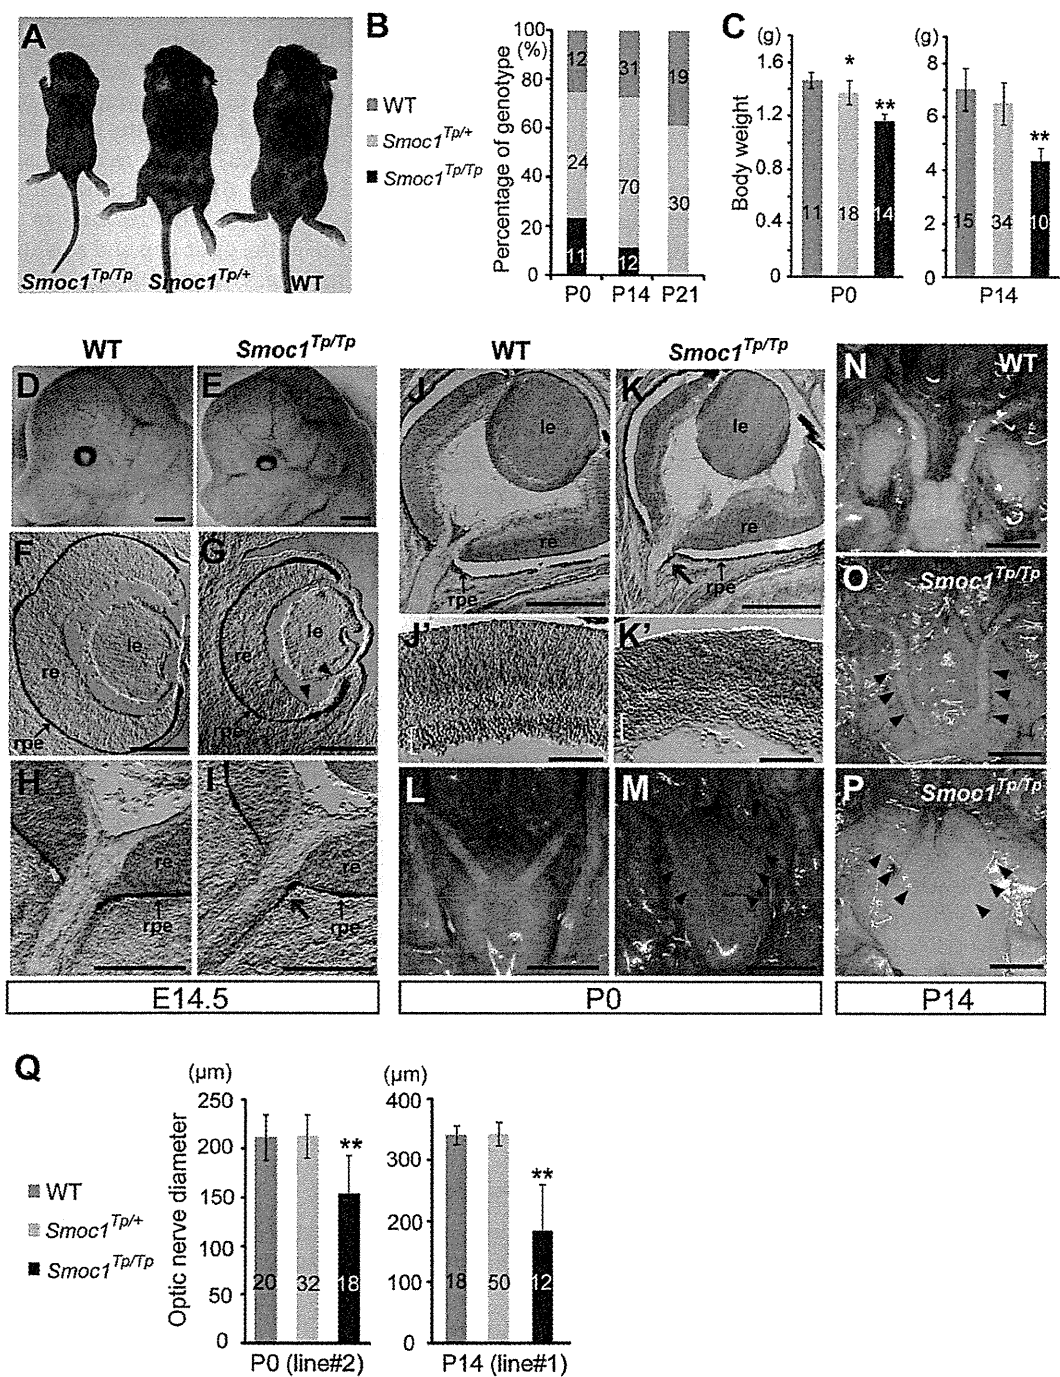 A
Smoc1Tp/Tp
Smoc1Tp/+
WT
B
WT
Smoc1Tp/+
Smoc1Tp/Tp
Percentage of genotype
(%)
100
80
60
40
20
0
12
24
11
31
70
12
19
30
P0
P14
P21
C
Body weight
(g)
1.6
1.2
0.8
0.4
0
*
**
11
18
14
P0
(g)
8
6
4
2
0
**
15
34
10
P14
WT
Smoc1Tp/Tp
WT
Smoc1Tp/Tp
D
E
F
re
le
rpe
G
re
le
rpe
H
re
rpe
I
re
rpe
E14.5
J
le
re
rpe
K
le
re
rpe
J'
K'
L
M
P0
N
WT
O
Smoc1Tp/Tp
P
Smoc1Tp/Tp
P14
Q
WT
Smoc1Tp/+
Smoc1Tp/Tp
Optic nerve diameter
(μm)
250
200
150
100
50
0
**
20
32
18
P0 (line#2)
(μm)
400
300
200
100
0
**
18
50
12
P14 (line#1)